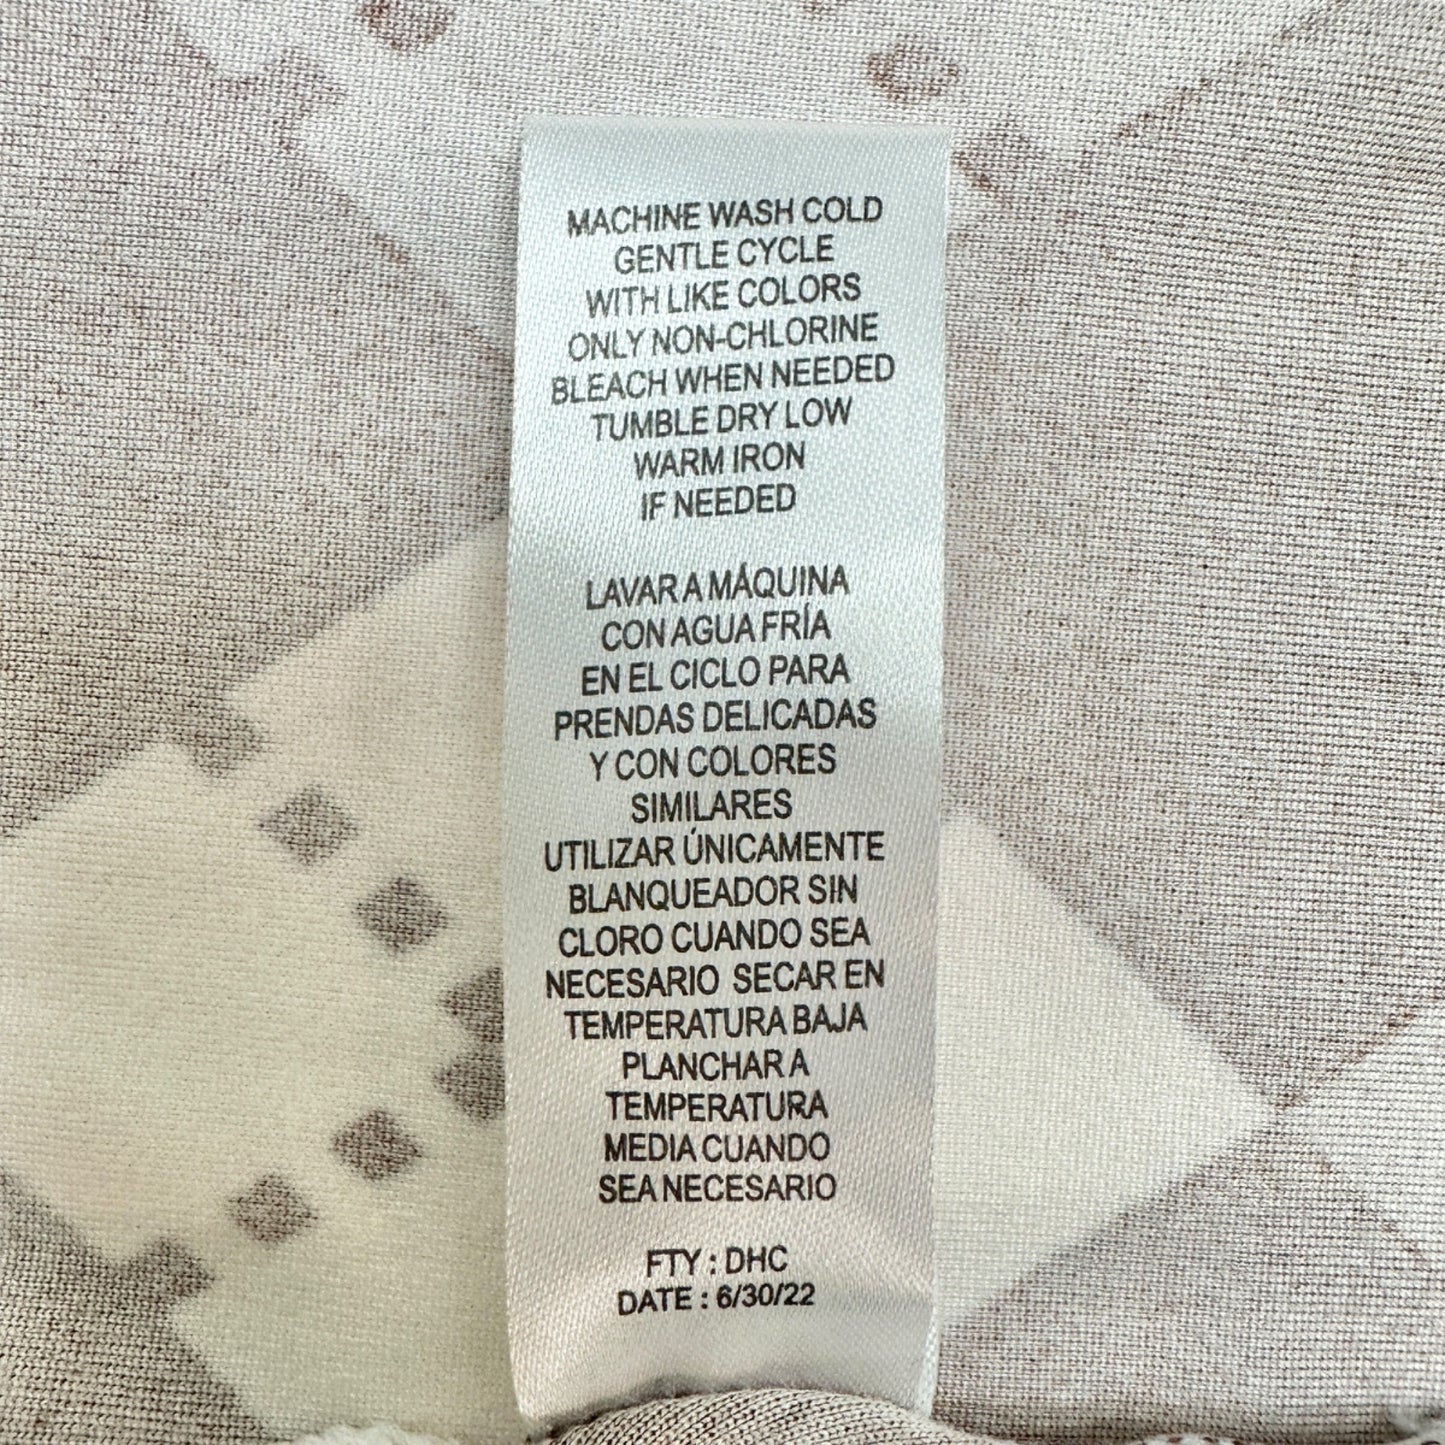 MACHINE WASH COLD
GENTLE CYCLE
WITH LIKE COLORS
ONLY NON-CHLORINE
BLEACH WHEN NEEDED
TUMBLE DRY LOW
WARM IRON
IF NEEDED
LAVAR A MÁQUINA
CON AGUA FRÍA
EN EL CICLO PARA
PRENDAS DELICADAS
Y CON COLORES
SIMILARES
UTILIZAR ÚNICAMENTE
BLANQUEADOR SIN
CLORO CUANDO SEA
NECESARIO SECAR EN
TEMPERATURA BAJA
PLANCHAR A
TEMPERATURA
MEDIA CUANDO
SEA NECESARIO
FTY : DHC
DATE : 6/30/22